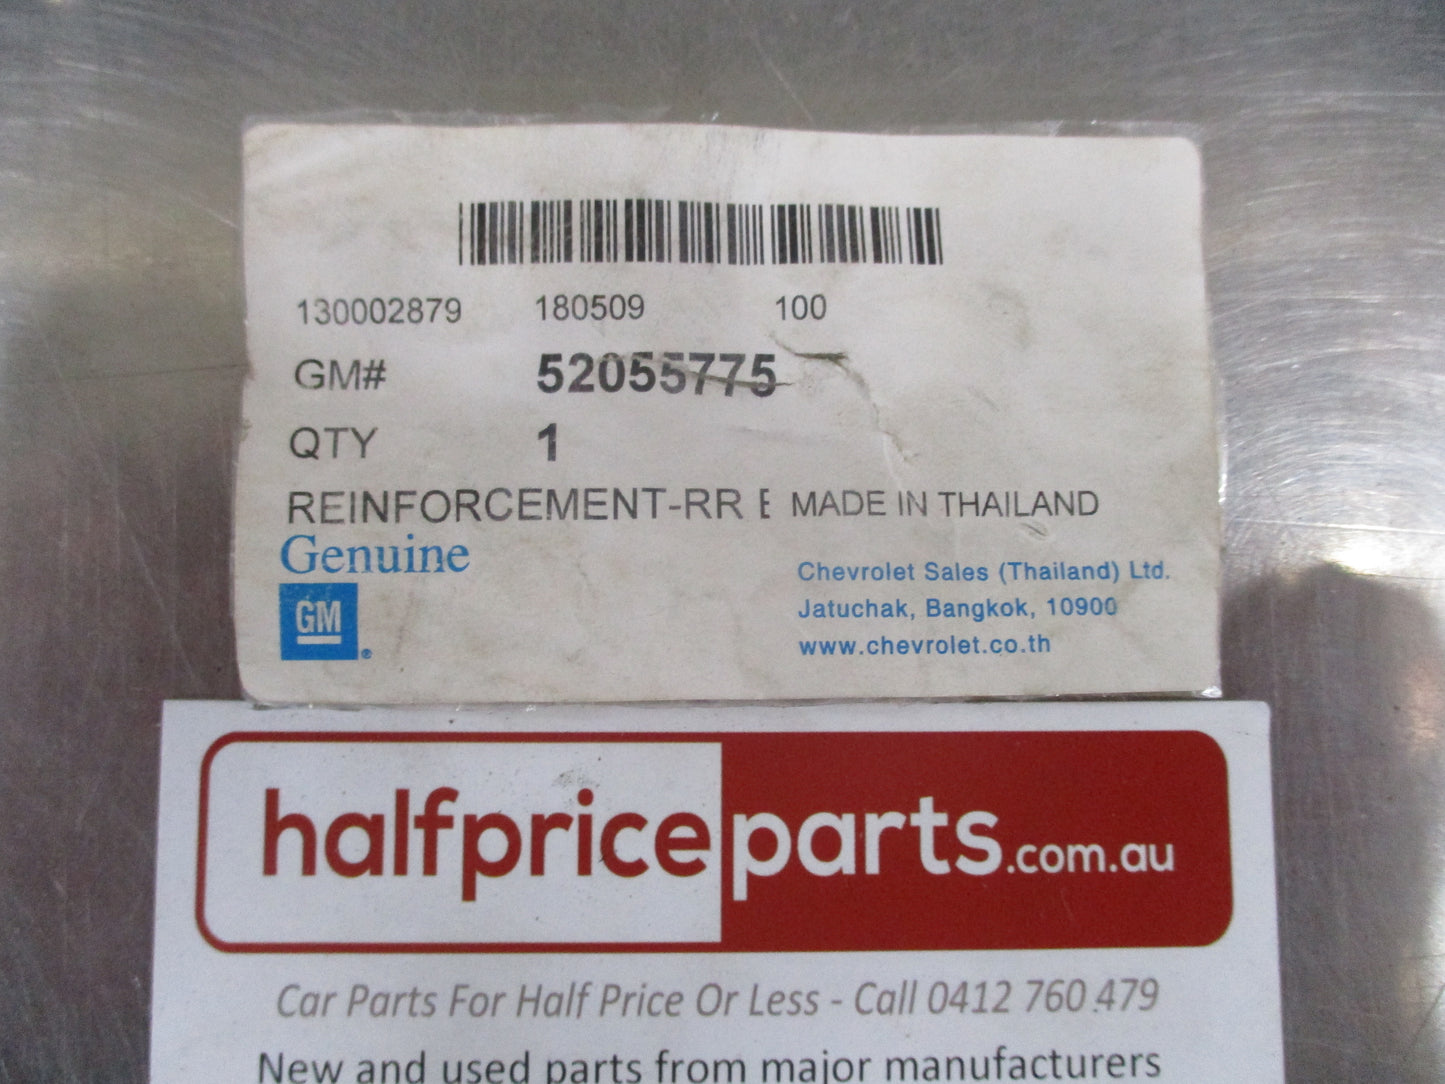 130002879 180509 100
GM# 52055775
QTY 1
REINFORCEMENT-RR MADE IN THAILAND
Genuine
GM®
Chevrolet Sales (Thailand) Ltd.
Jatuchak, Bangkok, 10900
www.chevrolet.co.th
halfpriceparts.com.au
Car Parts For Half Price Or Less - Call 0412 760 479
New and used parts from major manufacturers